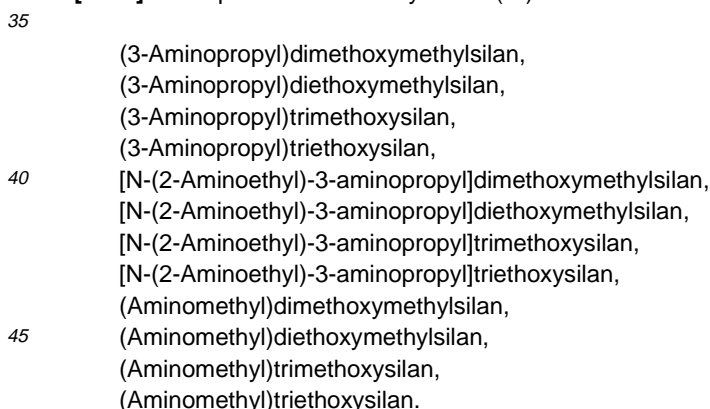 35
(3-Aminopropyl)dimethoxymethylsilan,
(3-Aminopropyl)diethoxymethylsilan,
(3-Aminopropyl)trimethoxysilan,
(3-Aminopropyl)triethoxysilan,
40 [N-(2-Aminoethyl)-3-aminopropyl]dimethoxymethylsilan,
[N-(2-Aminoethyl)-3-aminopropyl]diethoxymethylsilan,
[N-(2-Aminoethyl)-3-aminopropyl]trimethoxysilan,
[N-(2-Aminoethyl)-3-aminopropyl]triethoxysilan,
(Aminomethyl)dimethoxymethylsilan,
45 (Aminomethyl)diethoxymethylsilan,
(Aminomethyl)trimethoxysilan,
(Aminomethyl)triethoxysilan.